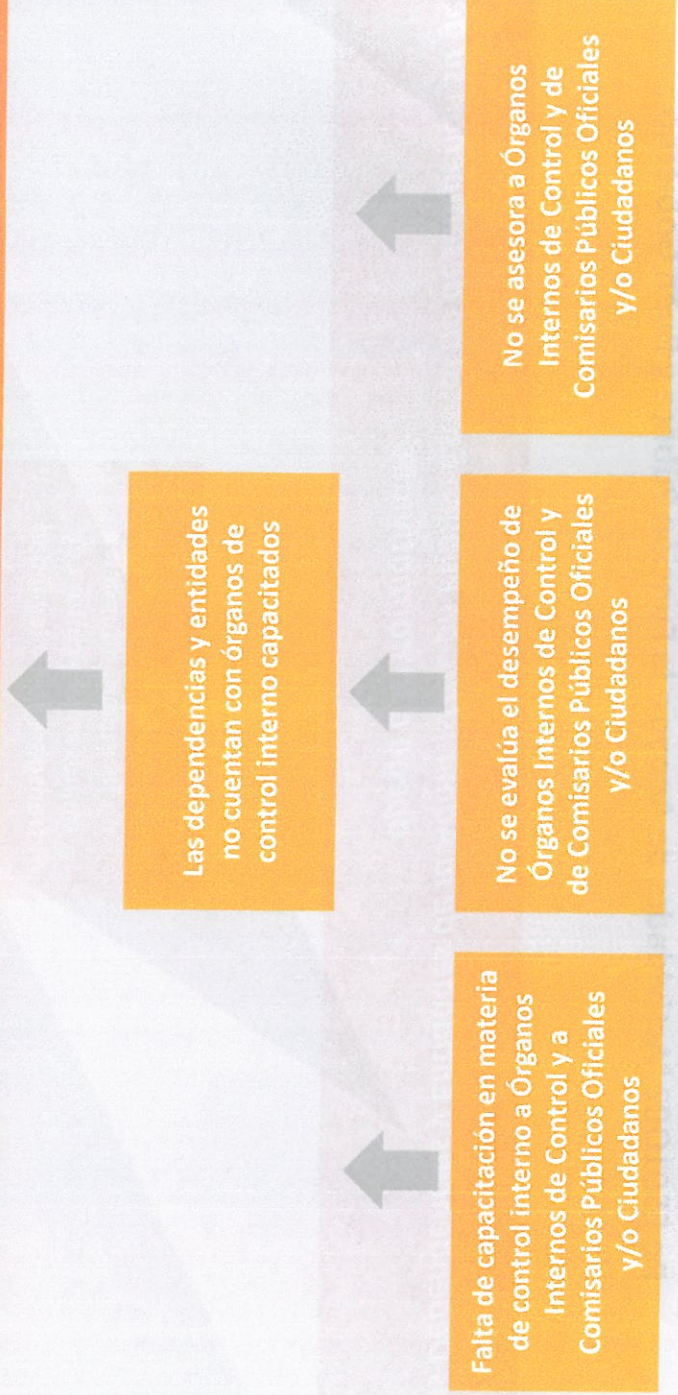 Las dependencias y entidades
no cuentan con órganos de
control interno capacitados
Falta de capacitación en materia
de control interno a Órganos
Internos de Control y a
Comisarios Públicos Oficiales
y/o Ciudadanos
No se evalúa el desempeño de
Órganos Internos de Control y
de Comisarios Públicos Oficiales
y/o Ciudadanos
No se asesora a Órganos
Internos de Control y de
Comisarios Públicos Oficiales
y/o Ciudadanos